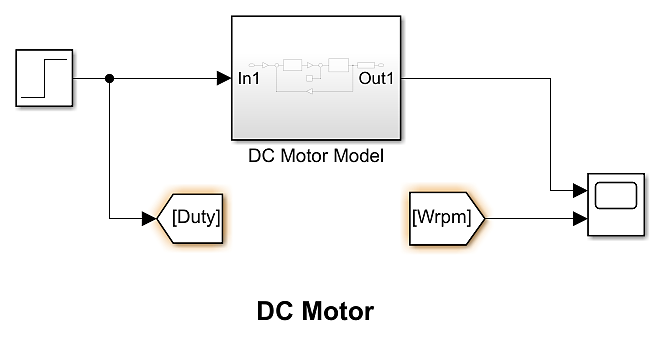 In1
Out1
DC Motor Model
[Duty]
[Wrpm]
DC Motor